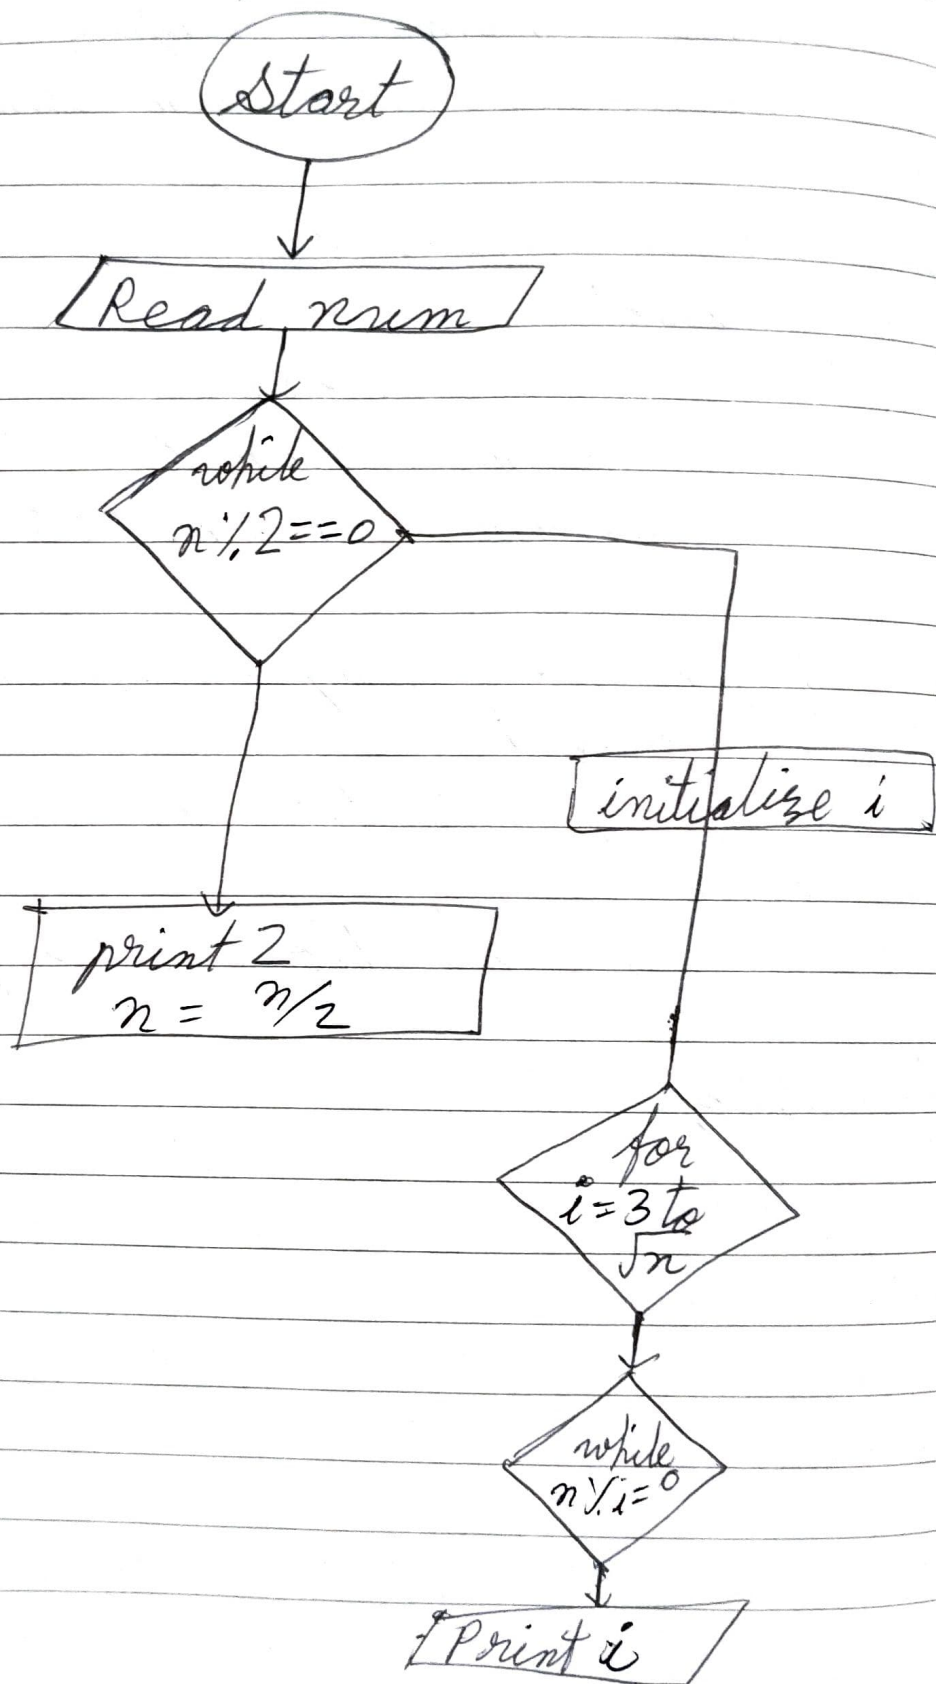 Start
Read num
while
n%2==0
initialize i
print 2
n = n/2
for
i=3 to
√n
while
n%i=0
Print i